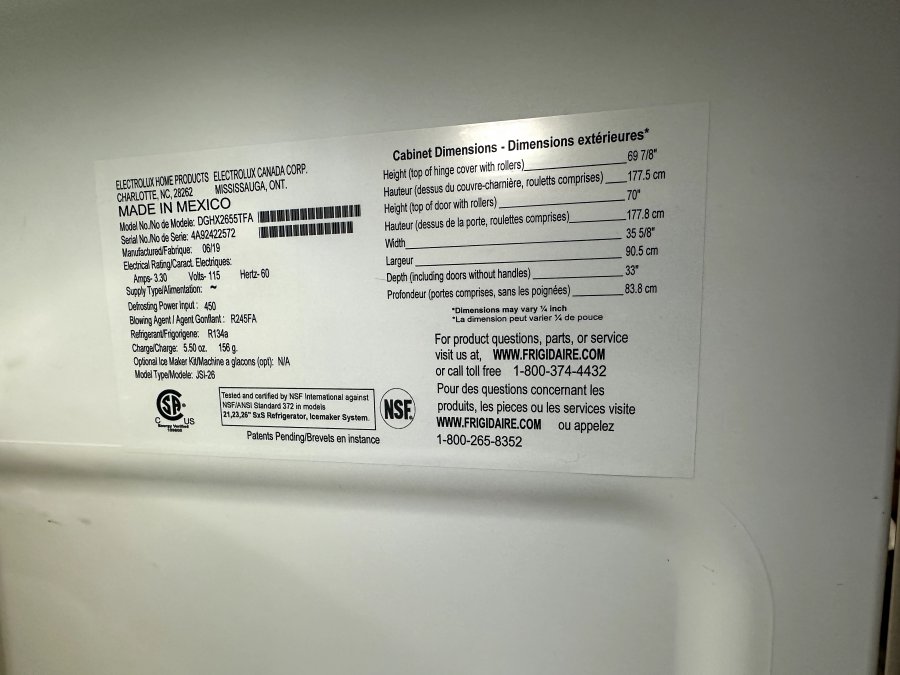 ELECTROLUX HOME PRODUCTS ELECTROLUX CANADA CORP.
CHARLOTTE, NC, 28262 MISSISSAUGA, ONT.
MADE IN MEXICO
Model No./No de Modele: DGHX2655TFA
Serial No./No de Serie: 4A92422572
Manufactured/Fabrique: 06/19
Electrical Rating/Caract. Electriques:
Amps- 3.30 Volts- 115 Hertz- 60
Supply Type/Alimentation: ~
Defrosting Power Input : 450
Blowing Agent / Agent Gonflant : R245FA
Refrigerant/Frigorigene: R134a
Charge/Charge: 5.50 oz. 156 g.
Optional Ice Maker Kit/Machine a glacons (opt): N/A
Model Type/Modele: JSI-26
CSA
C US
Energy Verified
Tested and certified by NSF International against
NSF/ANSI Standard 372 in models
21,23,26" SxS Refrigerator, Icemaker System.
NSF
Patents Pending/Brevels en instance
Cabinet Dimensions - Dimensions extérieures*
Height (top of hinge cover with rollers) 69 7/8"
Hauteur (dessus du couvre-charnière, rouletts comprises) 177.5 cm
Height (top of door with rollers) 70"
Hauteur (dessus de la porte, roulettes comprises) 177.8 cm
Width 35 5/8"
Largeur 90.5 cm
Depth (including doors without handles) 33"
Profondeur (portes comprises, sans les poignées) 83.8 cm
*Dimensions may vary ¼ inch
*La dimension peut varier ¼ de pouce
For product questions, parts, or service
visit us at, WWW.FRIGIDAIRE.COM
or call toll free 1-800-374-4432
Pour des questions concernant les
produits, les pieces ou les services visite
WWW.FRIGIDAIRE.COM ou appelez
1-800-265-8352